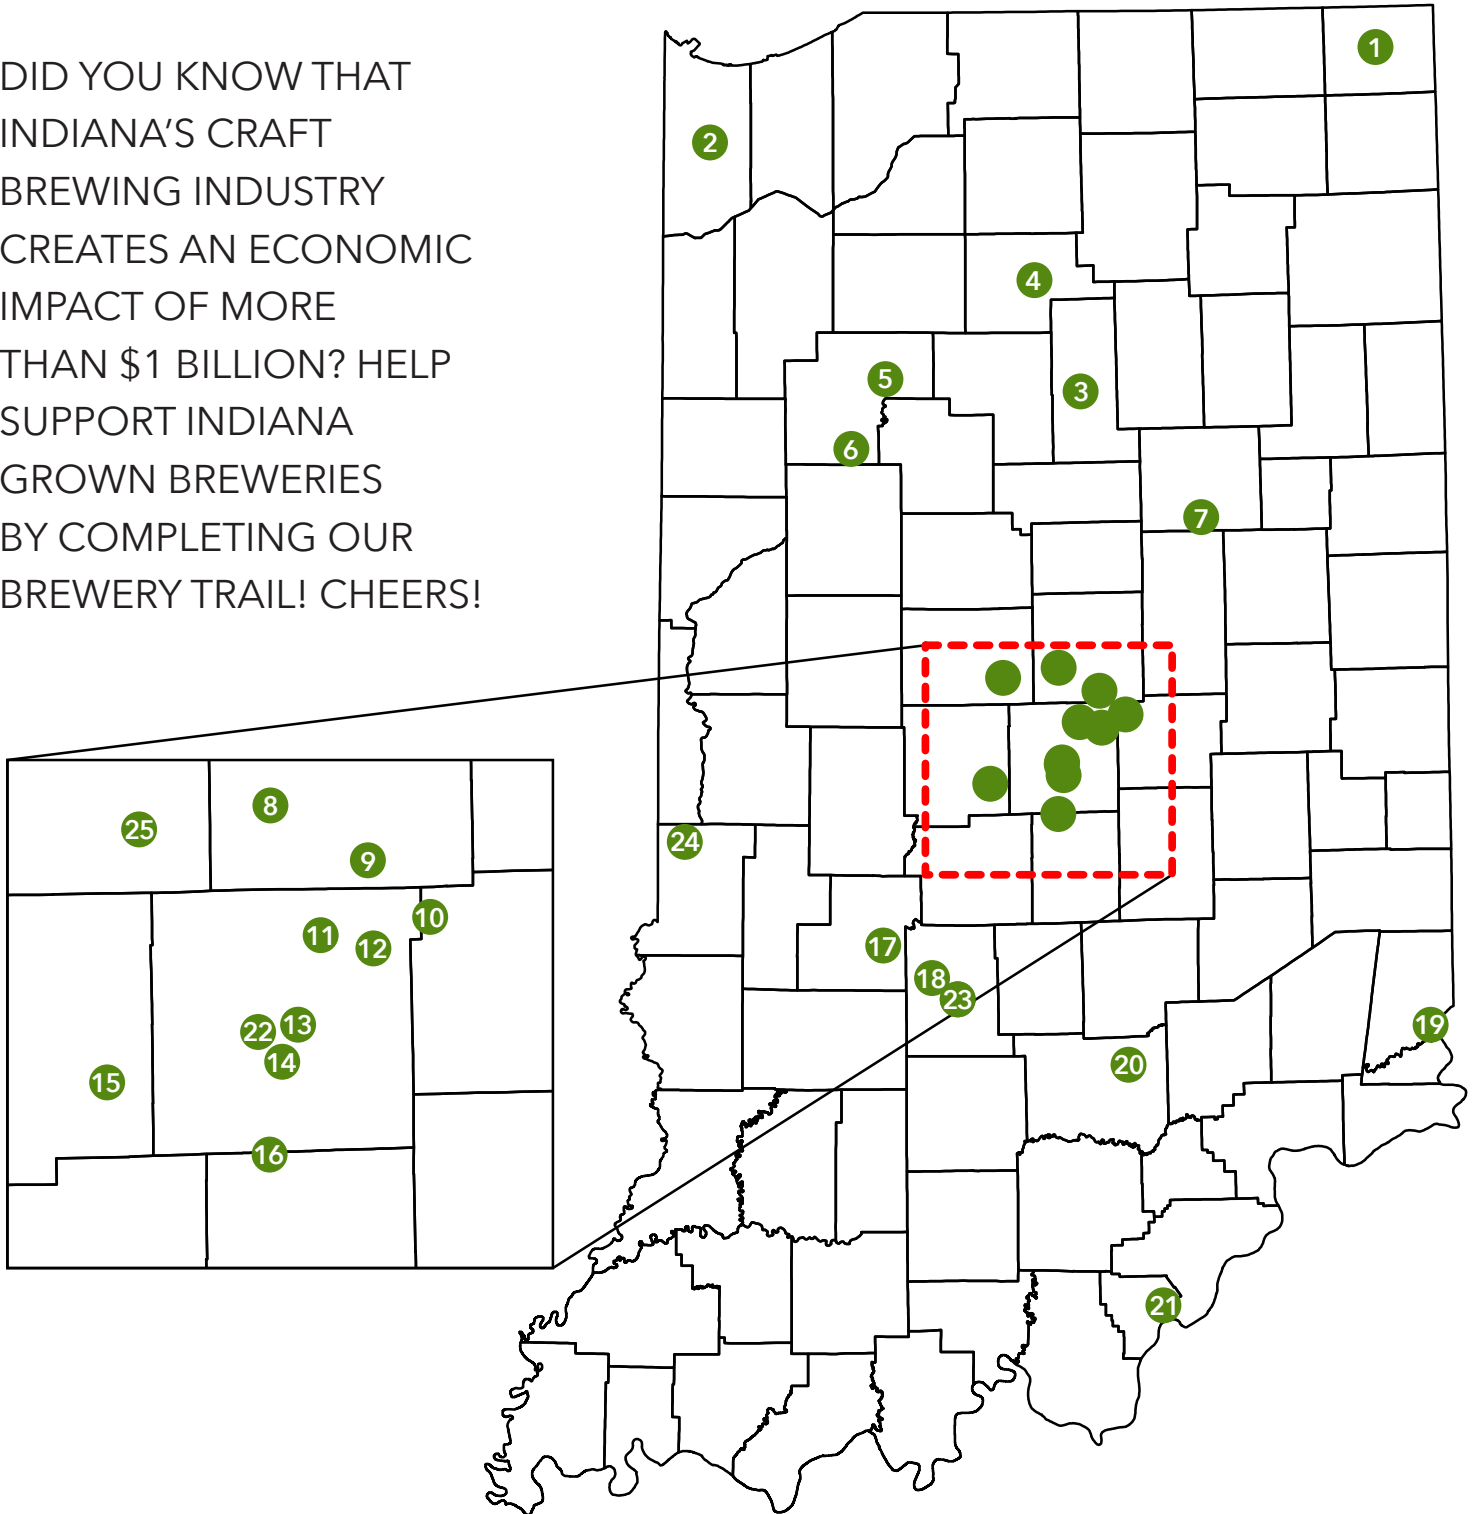 DID YOU KNOW THAT
INDIANA’S CRAFT
BREWING INDUSTRY
CREATES AN ECONOMIC
IMPACT OF MORE
THAN $1 BILLION? HELP
SUPPORT INDIANA
GROWN BREWERIES
BY COMPLETING OUR
BREWERY TRAIL! CHEERS!
1
2
4
5
3
6
7
8
25
9
10
11
12
22
13
14
15
16
24
17
18
23
19
20
21